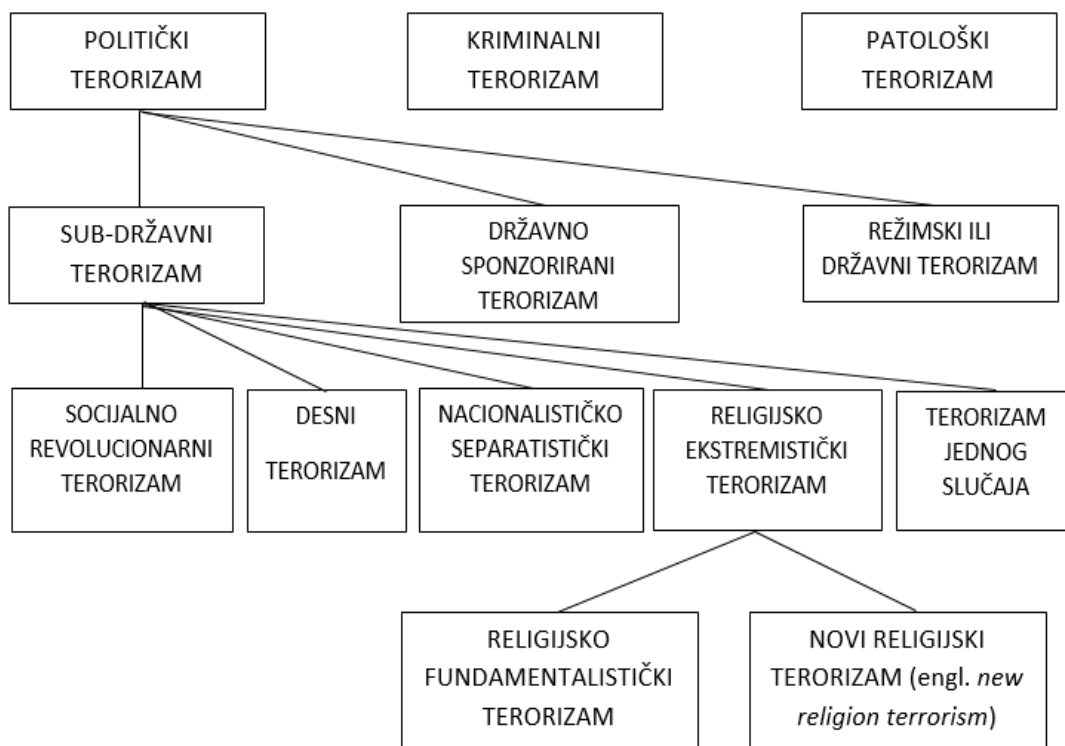 POLITIČKI
TERORIZAM
KRIMINALNI
TERORIZAM
PATOLOŠKI
TERORIZAM
SUB-DRŽAVNI
TERORIZAM
DRŽAVNO
SPONZORIRANI
TERORIZAM
REŽIMSKI ILI
DRŽAVNI TERORIZAM
SOCIJALNO
REVOLUCIONARNI
TERORIZAM
DESNI
TERORIZAM
NACIONALISTIČKO
SEPARATISTIČKI
TERORIZAM
RELIGIJSKO
EKSTREMISTIČKI
TERORIZAM
TERORIZAM
JEDNOG
SLUČAJA
RELIGIJSKO
FUNDAMENTALISTIČKI
TERORIZAM
NOVI RELIGIJSKI
TERORIZAM (engl. new
religion terrorism)